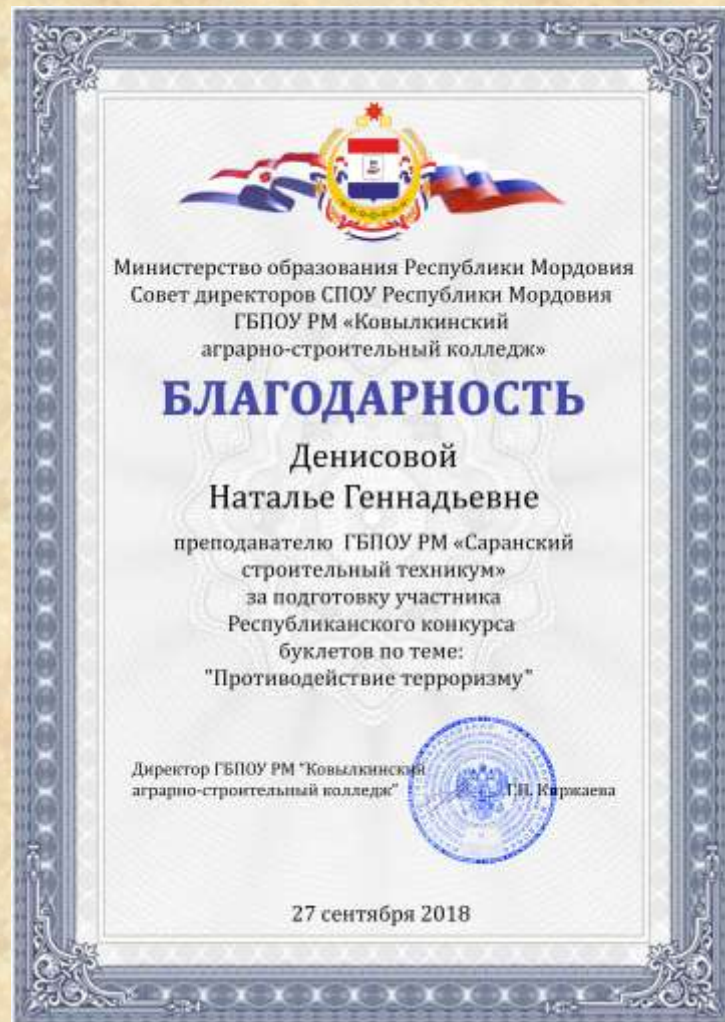 Министерство образования Республики Мордовия
Совет директоров СПОУ Республики Мордовия
ГБПОУ РМ «Ковылкинский
аграрно-строительный колледж»
БЛАГОДАРНОСТЬ
Денисовой
Наталье Геннадьевне
преподавателю ГБПОУ РМ «Саранский
строительный техникум»
за подготовку участника
Республиканского конкурса
буклетов по теме:
"Противодействие терроризму"
Директор ГБПОУ РМ "Ковылкинский
аграрно-строительный колледж" Киржаева
27 сентября 2018